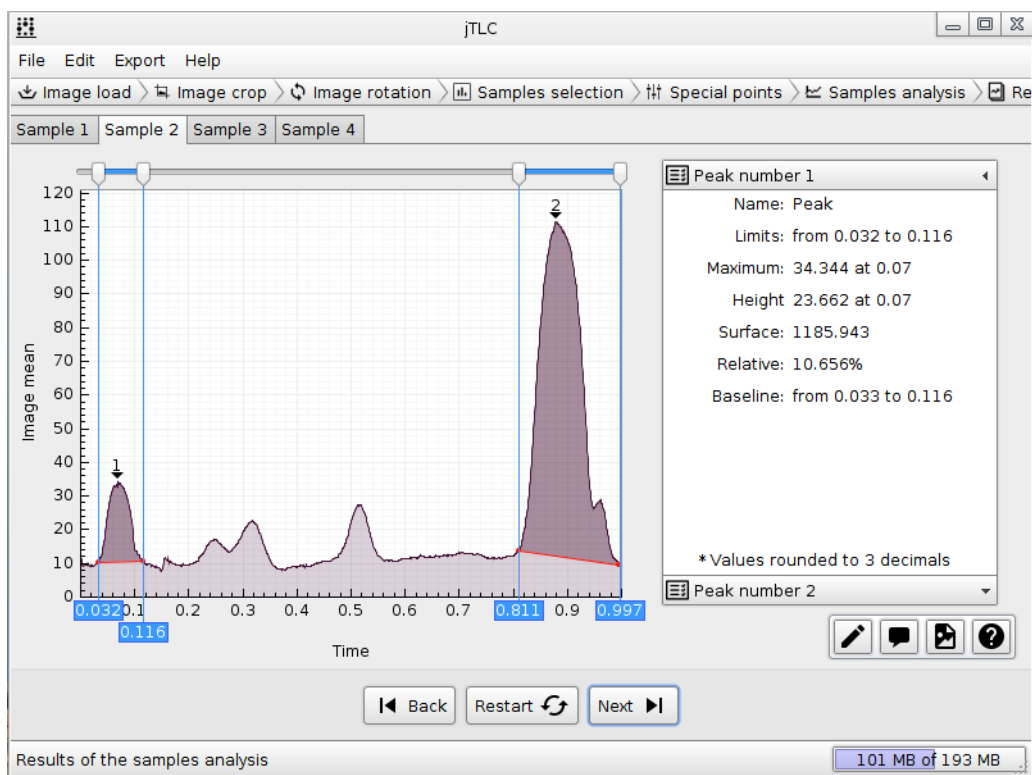 jTLC
File Edit Export Help
Image load Image crop Image rotation Samples selection Special points Samples analysis Re
Sample 1 Sample 2 Sample 3 Sample 4
Peak number 1
Name: Peak
Limits: from 0.032 to 0.116
Maximum: 34.344 at 0.07
Height 23.662 at 0.07
Surface: 1185.943
Relative: 10.656%
Baseline: from 0.033 to 0.116
* Values rounded to 3 decimals
Peak number 2
120
110
100
90
80
70
60
50
40
30
20
10
0
Image mean
1
2
0.032 0.1 0.2 0.3 0.4 0.5 0.6 0.7 0.811 0.9 0.997
0.116
Time
Back Restart Next
Results of the samples analysis 101 MB of 193 MB